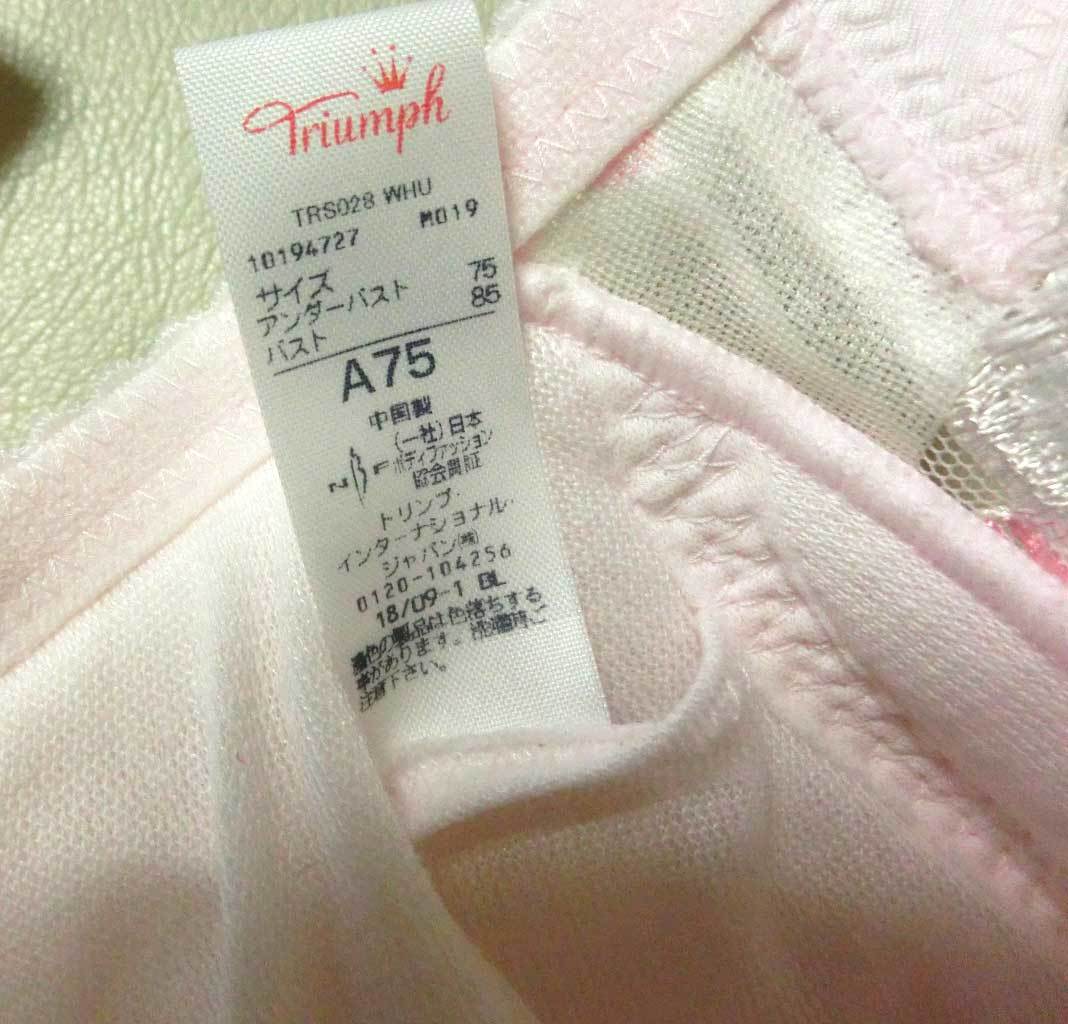 Triumph
TRS028 WHU
10194727 M019
サイズ
アンダーバスト 75
バスト 85
A75
中国製
(一社)日本
NBF ボディファッション
協会賛証
トリンプ・
インターナショナル・
ジャパン㈱
0120-104256
18/09-1 BL
濃色の製品は色落ちする
事があります。洗濯時ご
注意下さい。